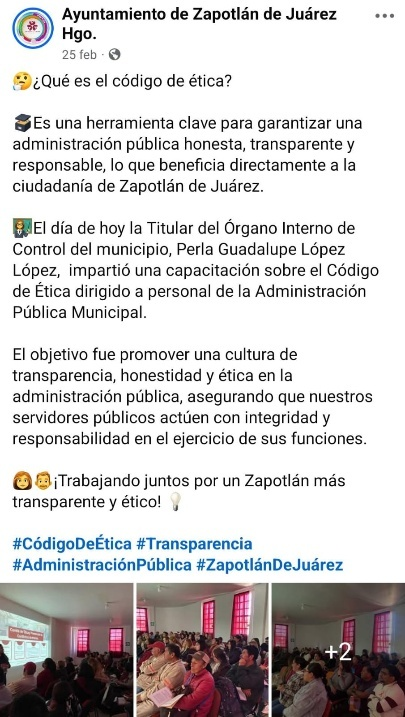 Ayuntamiento de Zapotlán de Juárez
Hgo.
25 feb ·
🤔¿Qué es el código de ética?
🎓Es una herramienta clave para garantizar una
administración pública honesta, transparente y
responsable, lo que beneficia directamente a la
ciudadanía de Zapotlán de Juárez.
👩‍🏫El día de hoy la Titular del Órgano Interno de
Control del municipio, Perla Guadalupe López
López,  impartió una capacitación sobre el Código
de Ética dirigido a personal de la Administración
Pública Municipal.
El objetivo fue promover una cultura de
transparencia, honestidad y ética en la
administración pública, asegurando que nuestros
servidores públicos actúen con integridad y
responsabilidad en el ejercicio de sus funciones.
👩👨¡Trabajando juntos por un Zapotlán más
transparente y ético! 💡
#CódigoDeÉtica #Transparencia
#AdministraciónPública #ZapotlánDeJuárez
+2